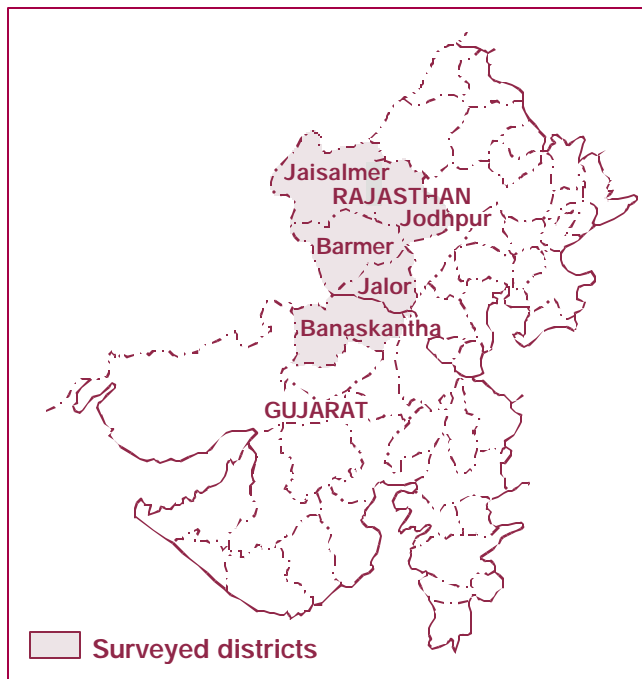 Jaisalmer
RAJASTHAN
Jodhpur
Barmer
Jalor
Banaskantha
GUJARAT
Surveyed districts